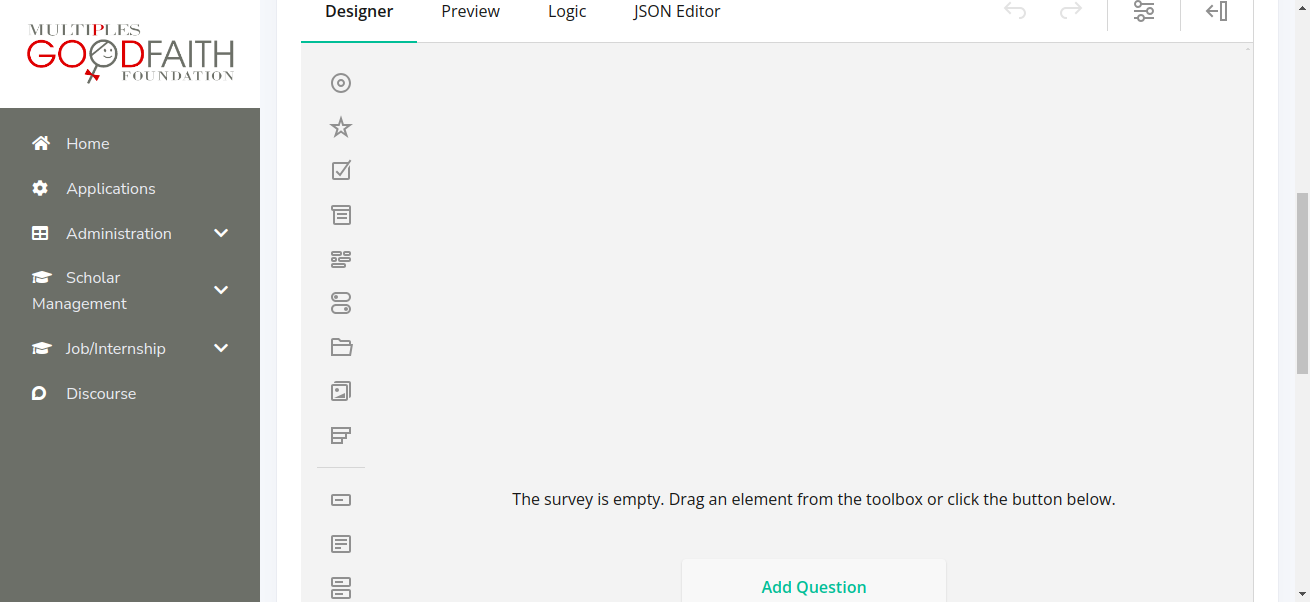 MULTIPLES
GOODFAITH
FOUNDATION
Home
Applications
Administration
Scholar
Management
Job/Internship
Discourse
Designer
Preview
Logic
JSON Editor
The survey is empty. Drag an element from the toolbox or click the button below.
Add Question